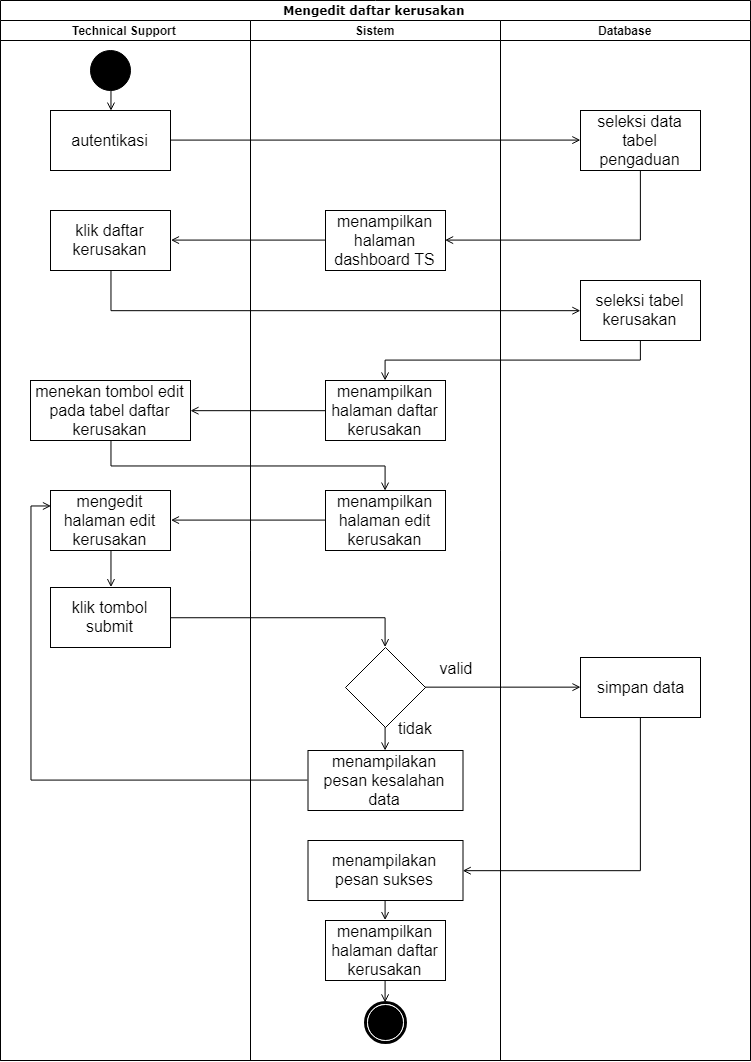 Mengedit daftar kerusakan
Technical Support
Sistem
Database
autentikasi
seleksi data
tabel
pengaduan
klik daftar
kerusakan
menampilkan
halaman
dashboard TS
seleksi tabel
kerusakan
menekan tombol edit
pada tabel daftar
kerusakan
menampilkan
halaman daftar
kerusakan
mengedit
halaman edit
kerusakan
menampilkan
halaman edit
kerusakan
klik tombol
submit
valid
simpan data
tidak
menampilakan
pesan kesalahan
data
menampilakan
pesan sukses
menampilkan
halaman daftar
kerusakan